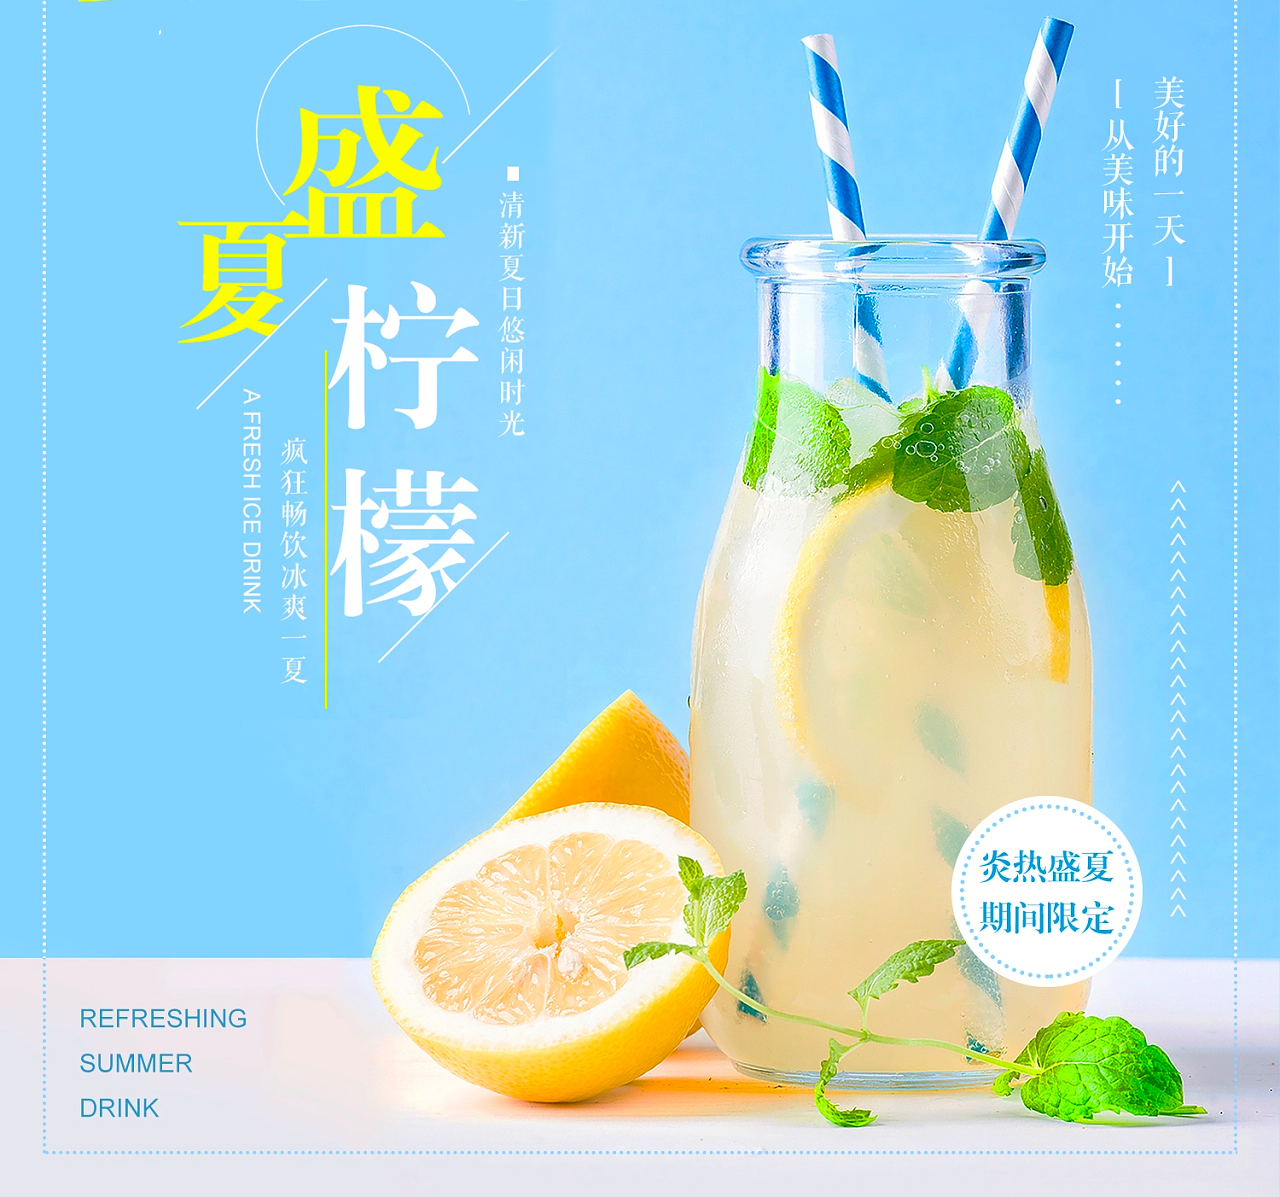 盛夏
柠檬
清新夏日悠闲时光
疯狂畅饮冰爽一夏
A FRESH ICE DRINK
[美好的一天]
从美味开始······
炎热盛夏
期间限定
REFRESHING
SUMMER
DRINK